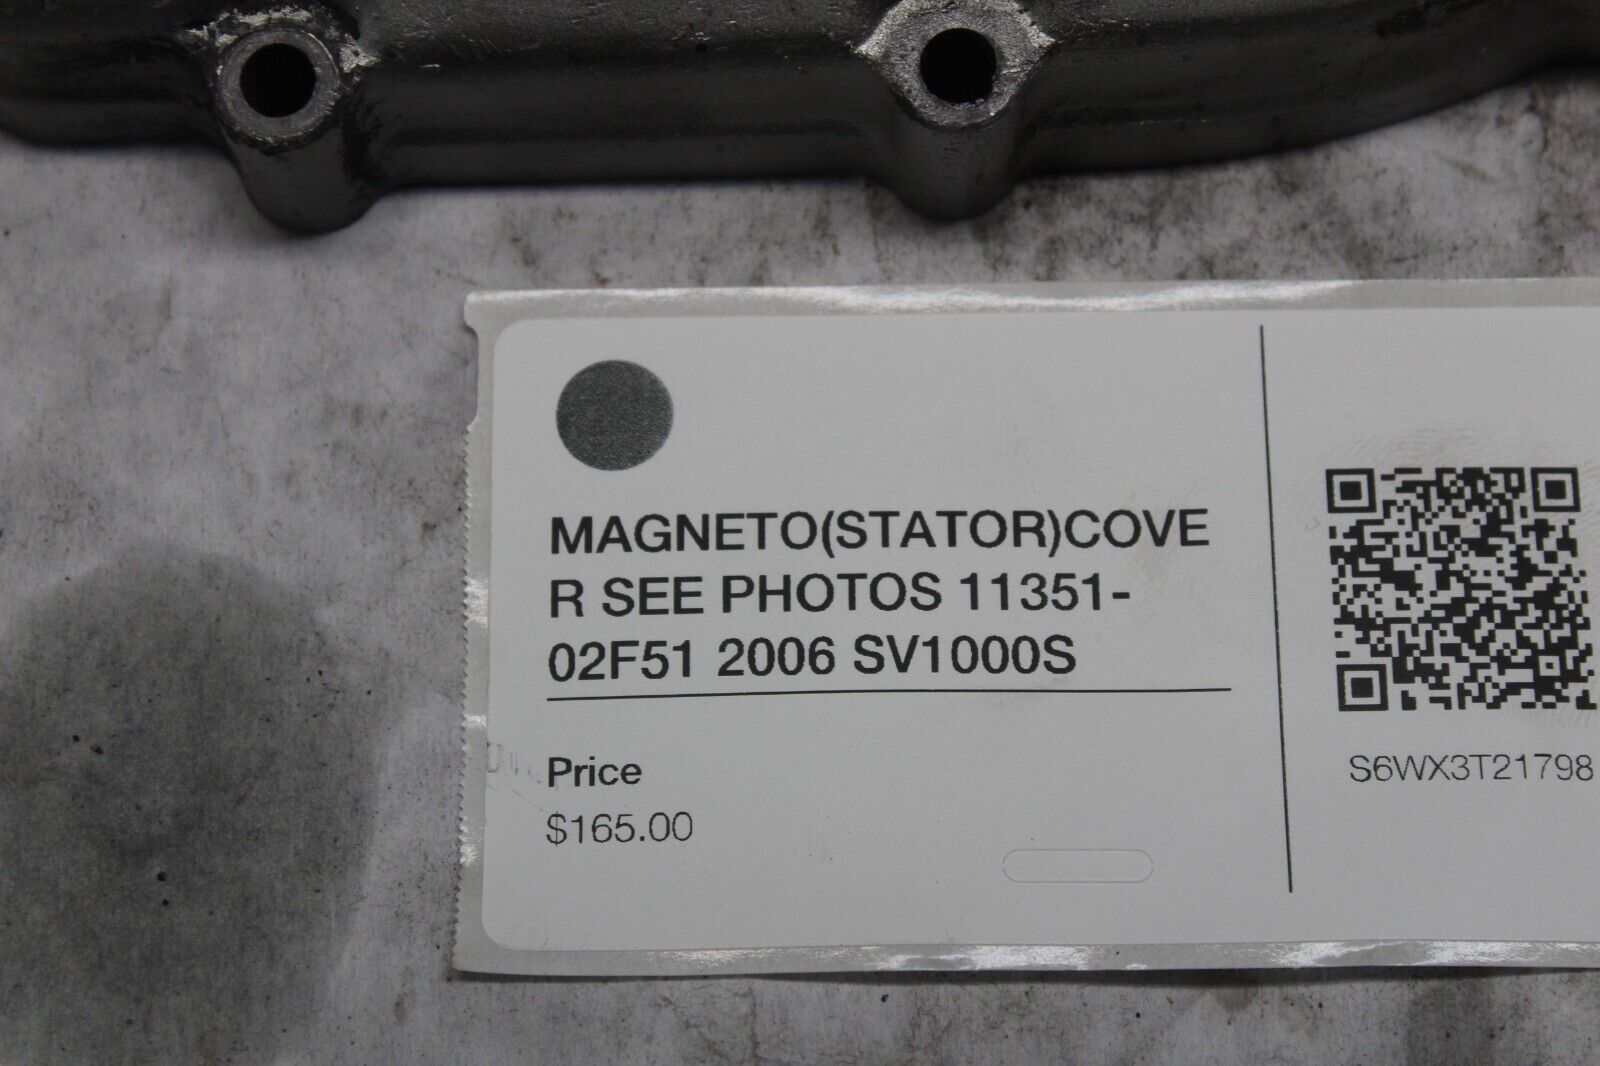 MAGNETO(STATOR)COVE
R SEE PHOTOS 11351-
02F51 2006 SV1000S
Price
$165.00
S6WX3T21798